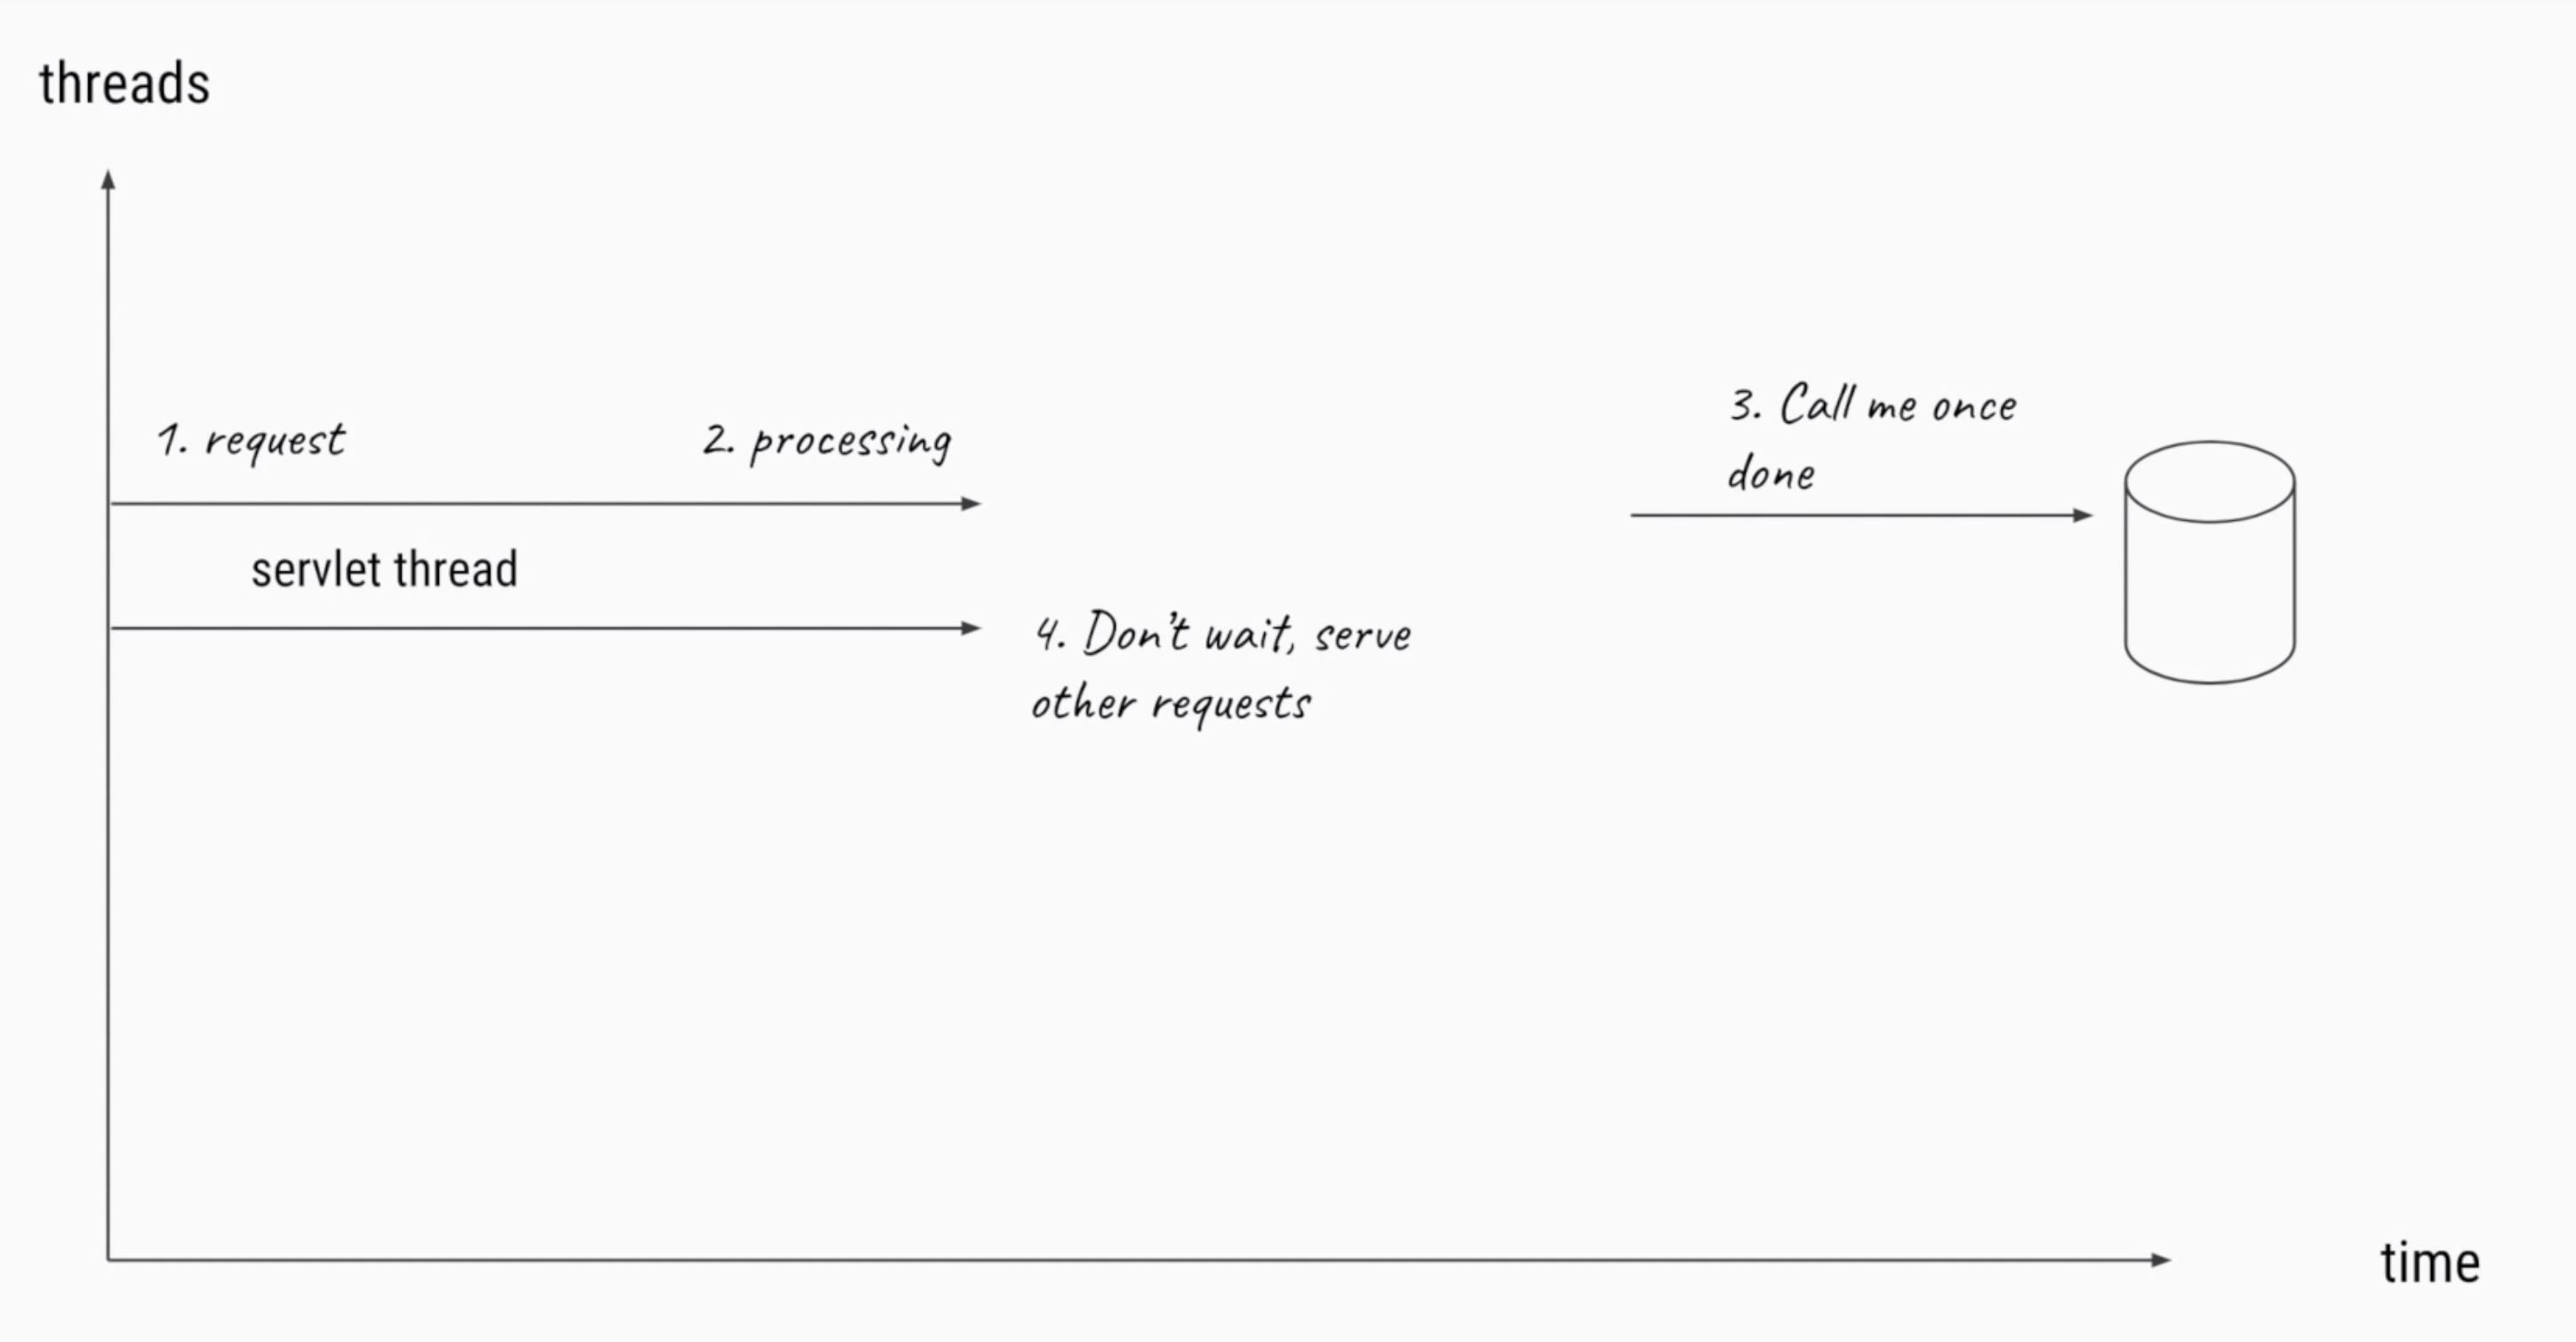 threads
1. request
2. processing
3. Call me once
done
servlet thread
4. Don't wait, serve
other requests
time